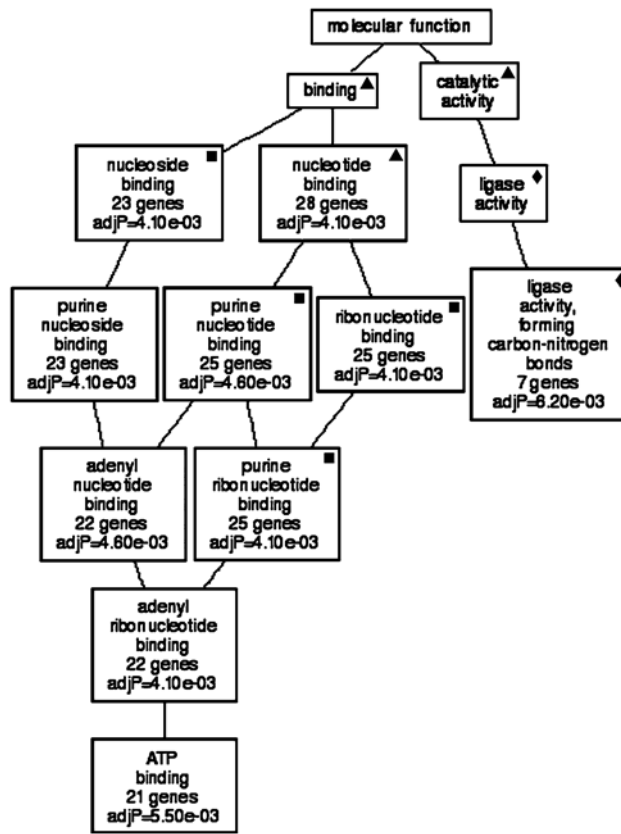 molecular function
binding
catalytic
activity
nucleoside
binding
23 genes
adjP=4.10e-03
nucleotide
binding
28 genes
adjP=4.10e-03
ligase
activity
purine
nucleoside
binding
23 genes
adjP=4.10e-03
purine
nucleotide
binding
25 genes
adjP=4.60e-03
ribonucleotide
binding
25 genes
adjP=4.10e-03
ligase
activity,
forming
carbon-nitrogen
bonds
7 genes
adjP=6.20e-03
adenyl
nucleotide
binding
22 genes
adjP=4.60e-03
purine
ribonucleotide
binding
25 genes
adjP=4.10e-03
adenyl
ribonucleotide
binding
22 genes
adjP=4.10e-03
ATP
binding
21 genes
adjP=5.50e-03